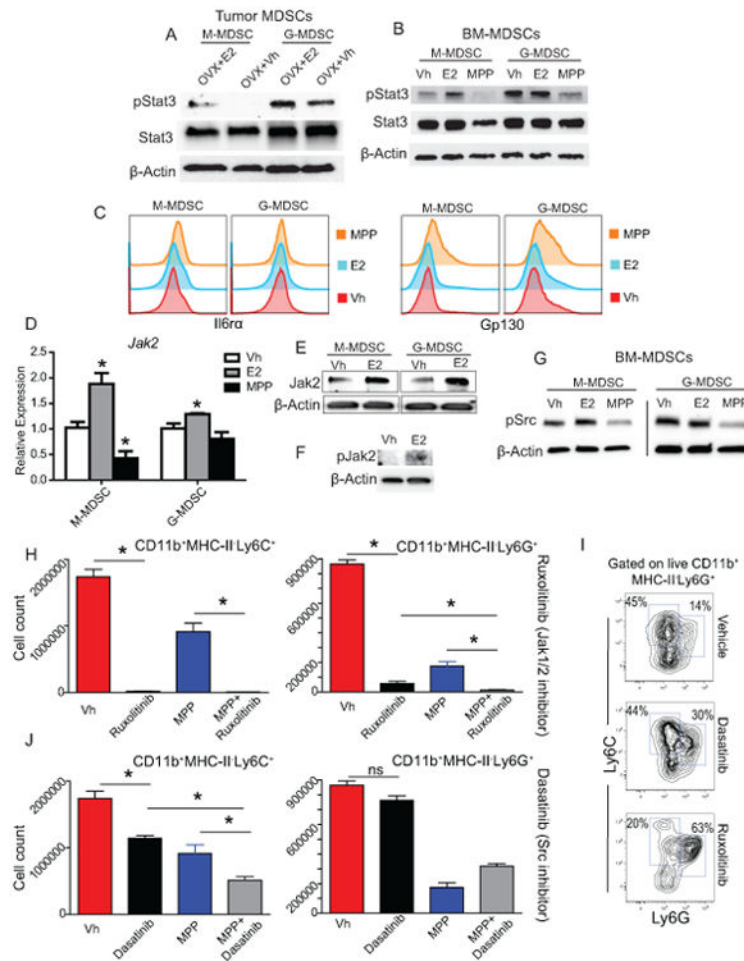 A
Tumor MDSCs
M-MDSC G-MDSC
OVX+E2 OVX+Vh OVX+E2 OVX+Vh
pStat3
Stat3
β-Actin
B
BM-MDSCs
M-MDSC G-MDSC
Vh E2 MPP Vh E2 MPP
pStat3
Stat3
β-Actin
C
M-MDSC G-MDSC
MPP
E2
Vh
Il6rα
M-MDSC G-MDSC
MPP
E2
Vh
Gp130
D
Jak2
Relative Expression
2.5
2.0
1.5
1.0
0.5
0.0
* * *
Vh
E2
MPP
M-MDSC G-MDSC
E
M-MDSC G-MDSC
Vh E2 Vh E2
Jak2
β-Actin
F
Vh E2
pJak2
β-Actin
G
BM-MDSCs
M-MDSC G-MDSC
Vh E2 MPP Vh E2 MPP
pSrc
β-Actin
H
CD11b⁺MHC-II⁻Ly6C⁺
Cell count
2000000
1000000
0
* *
Vh Ruxolitinib MPP MPP+ Ruxolitinib
CD11b⁺MHC-II⁻Ly6G⁺
900000
600000
200000
0
* * *
Vh Ruxolitinib MPP MPP+ Ruxolitinib
Ruxolitinib (Jak1/2 inhibitor)
I
Gated on live CD11b⁺
MHC-II⁻Ly6G⁺
45% 14%
Vehicle
44% 30%
Dasatinib
20% 63%
Ruxolitinib
Ly6C
Ly6G
J
CD11b⁺MHC-II⁻Ly6C⁺
Cell count
2000000
1000000
0
* * *
Vh Dasatinib MPP MPP+ Dasatinib
CD11b⁺MHC-II⁻Ly6G⁺
900000
600000
200000
0
ns
Vh Dasatinib MPP MPP+ Dasatinib
Dasatinib (Src inhibitor)